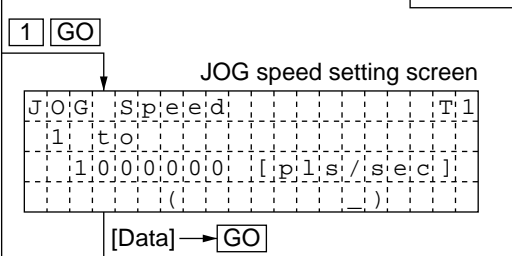 1 GO
JOG speed setting screen
JOG Speed T1
1 to
1000000 [pls/sec]
( _)
[Data] GO